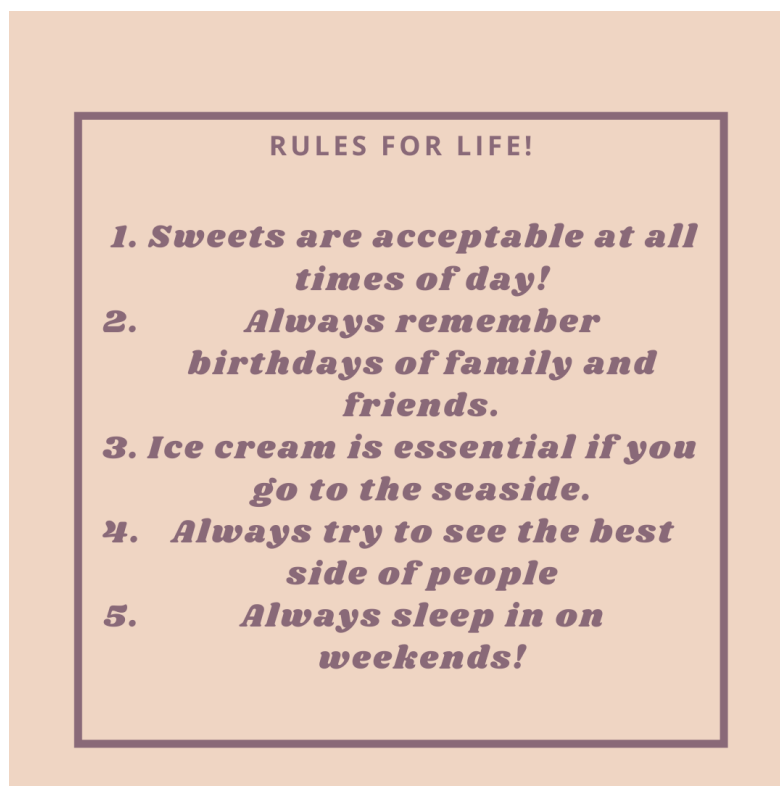 RULES FOR LIFE!
1. Sweets are acceptable at all
times of day!
2. Always remember
birthdays of family and
friends.
3. Ice cream is essential if you
go to the seaside.
4. Always try to see the best
side of people
5. Always sleep in on
weekends!